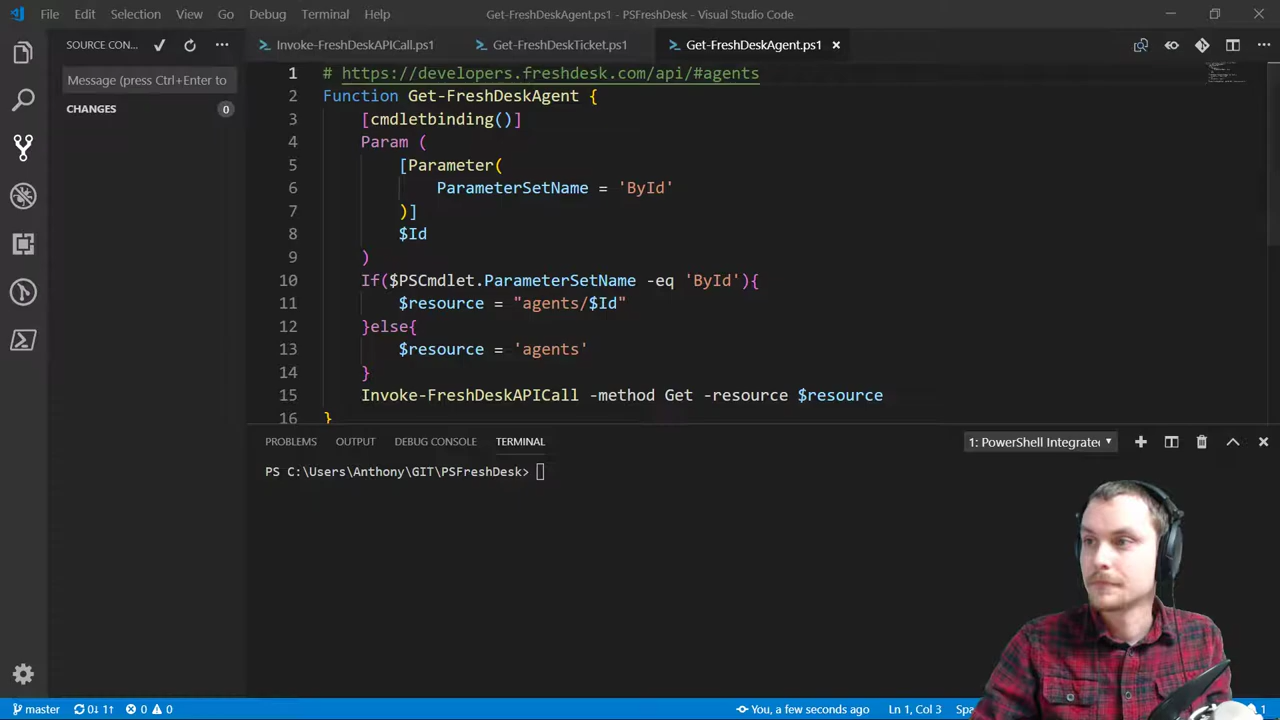 File Edit Selection View Go Debug Terminal Help Get-FreshDeskAgent.ps1 - PSFreshDesk - Visual Studio Code
SOURCE CON...
Invoke-FreshDeskAPICall.ps1 Get-FreshDeskTicket.ps1 Get-FreshDeskAgent.ps1
Message (press Ctrl+Enter to
CHANGES 0
1 # https://developers.freshdesk.com/api/#agents
2 Function Get-FreshDeskAgent {
3 [cmdletbinding()]
4 Param (
5 [Parameter(
6 ParameterSetName = 'ById'
7 )]
8 $Id
9 )
10 If($PSCmdlet.ParameterSetName -eq 'ById'){
11 $resource = "agents/$Id"
12 }else{
13 $resource = 'agents'
14 }
15 Invoke-FreshDeskAPICall -method Get -resource $resource
16 }
PROBLEMS OUTPUT DEBUG CONSOLE TERMINAL 1: PowerShell Integrate
PS C:\Users\Anthony\GIT\PSFreshDesk>
master 0↓ 1↑ 0 0 You, a few seconds ago Ln 1, Col 3 Spa 1